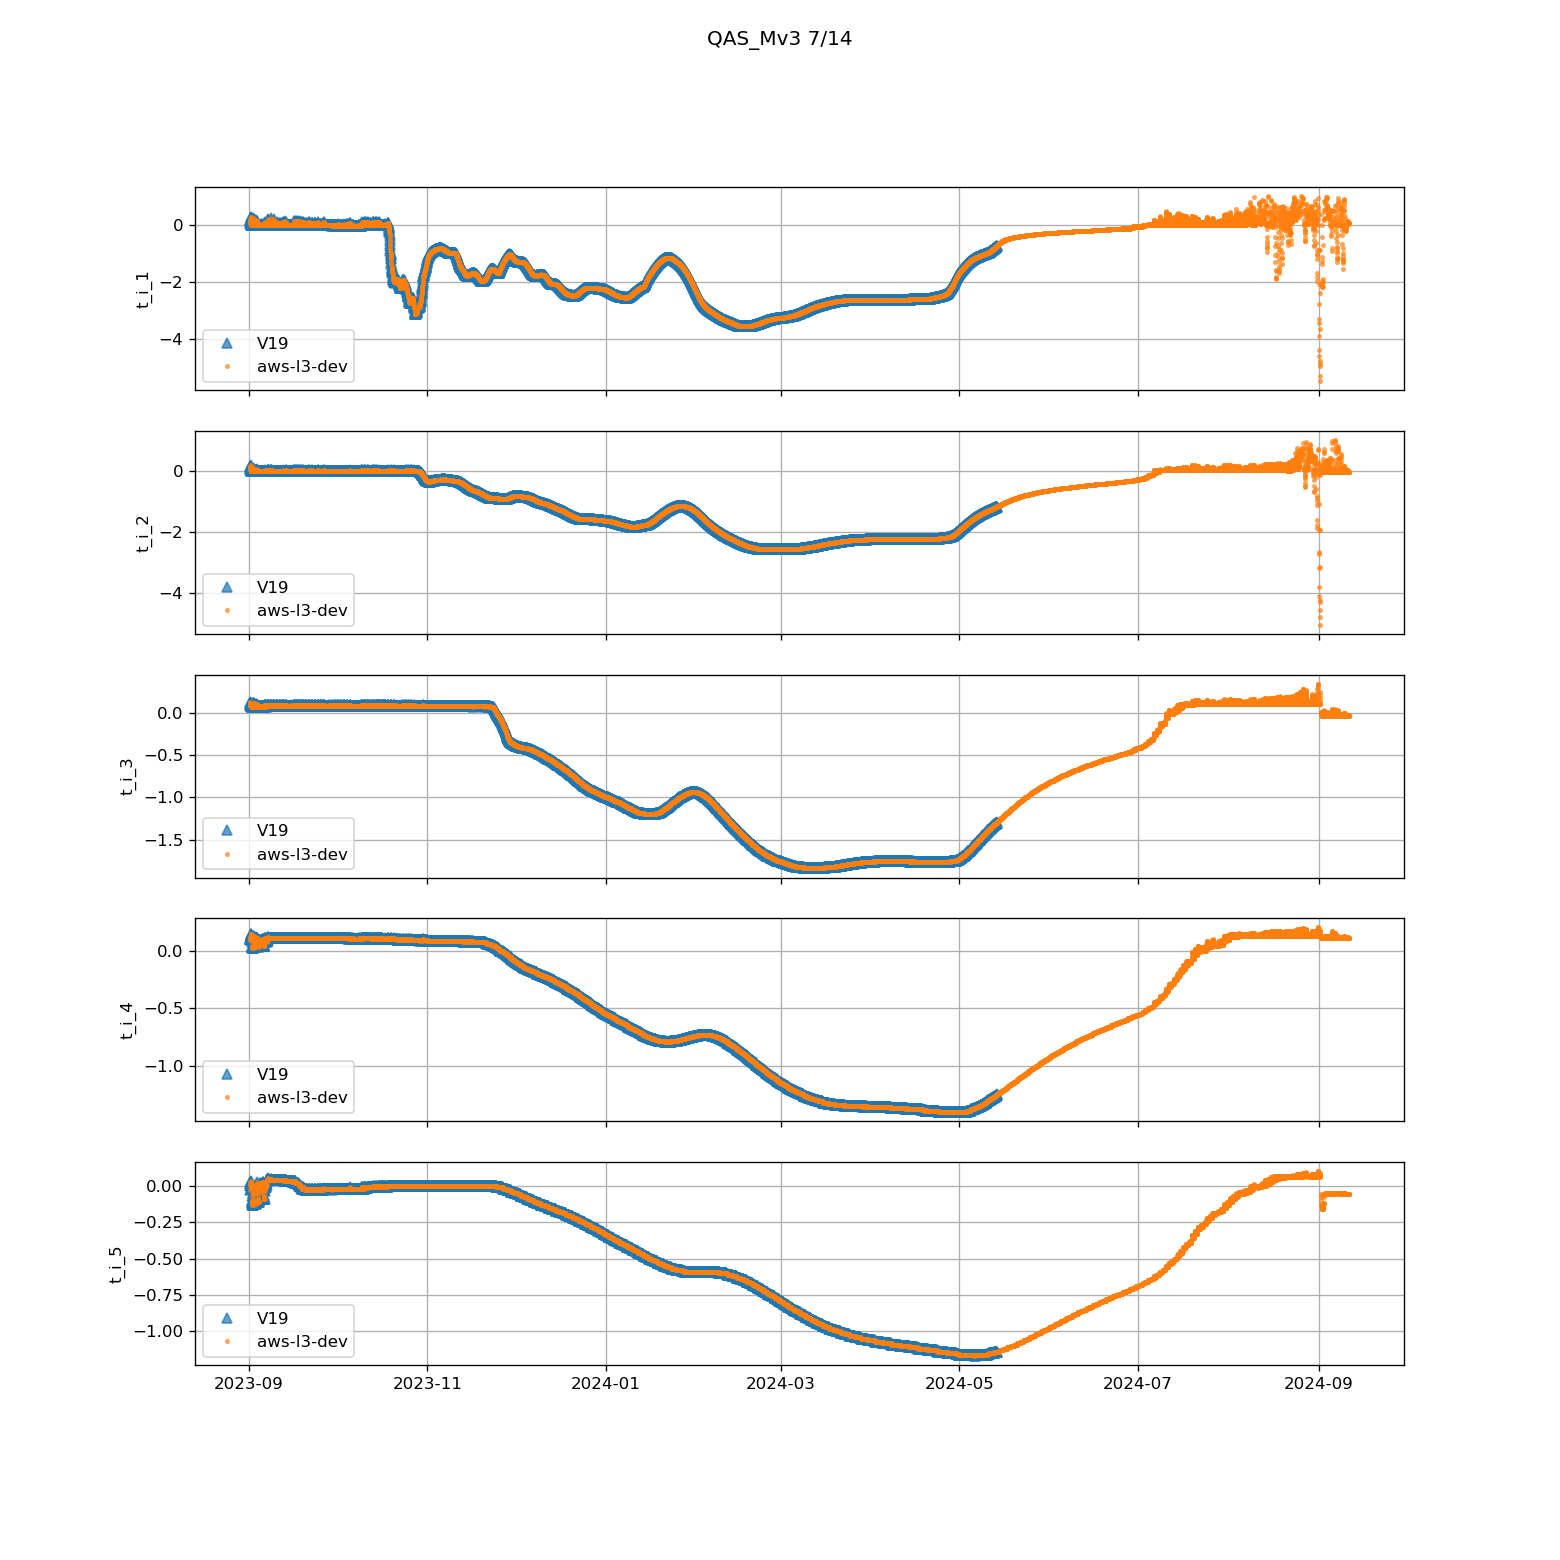 QAS_Mv3 7/14
0
−2
−4
t_i_1
V19
aws-l3-dev
0
−2
−4
t_i_2
V19
aws-l3-dev
0.0
−0.5
−1.0
−1.5
t_i_3
V19
aws-l3-dev
0.0
−0.5
−1.0
t_i_4
V19
aws-l3-dev
0.00
−0.25
−0.50
−0.75
−1.00
t_i_5
V19
aws-l3-dev
2023-09 2023-11 2024-01 2024-03 2024-05 2024-07 2024-09